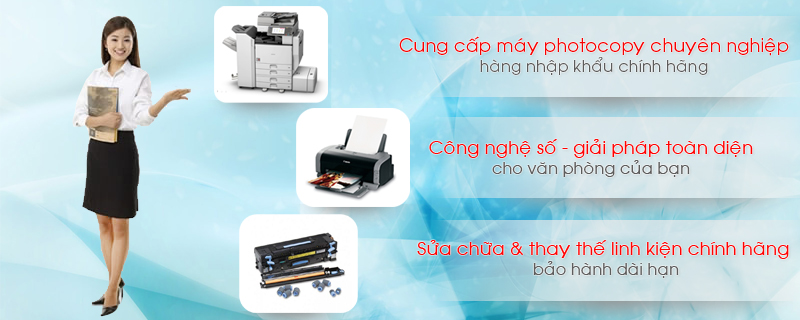 Cung cấp máy photocopy chuyên nghiệp
hàng nhập khẩu chính hãng
Công nghệ số - giải pháp toàn diện
cho văn phòng của bạn
Sửa chữa & thay thế linh kiện chính hãng
bảo hành dài hạn